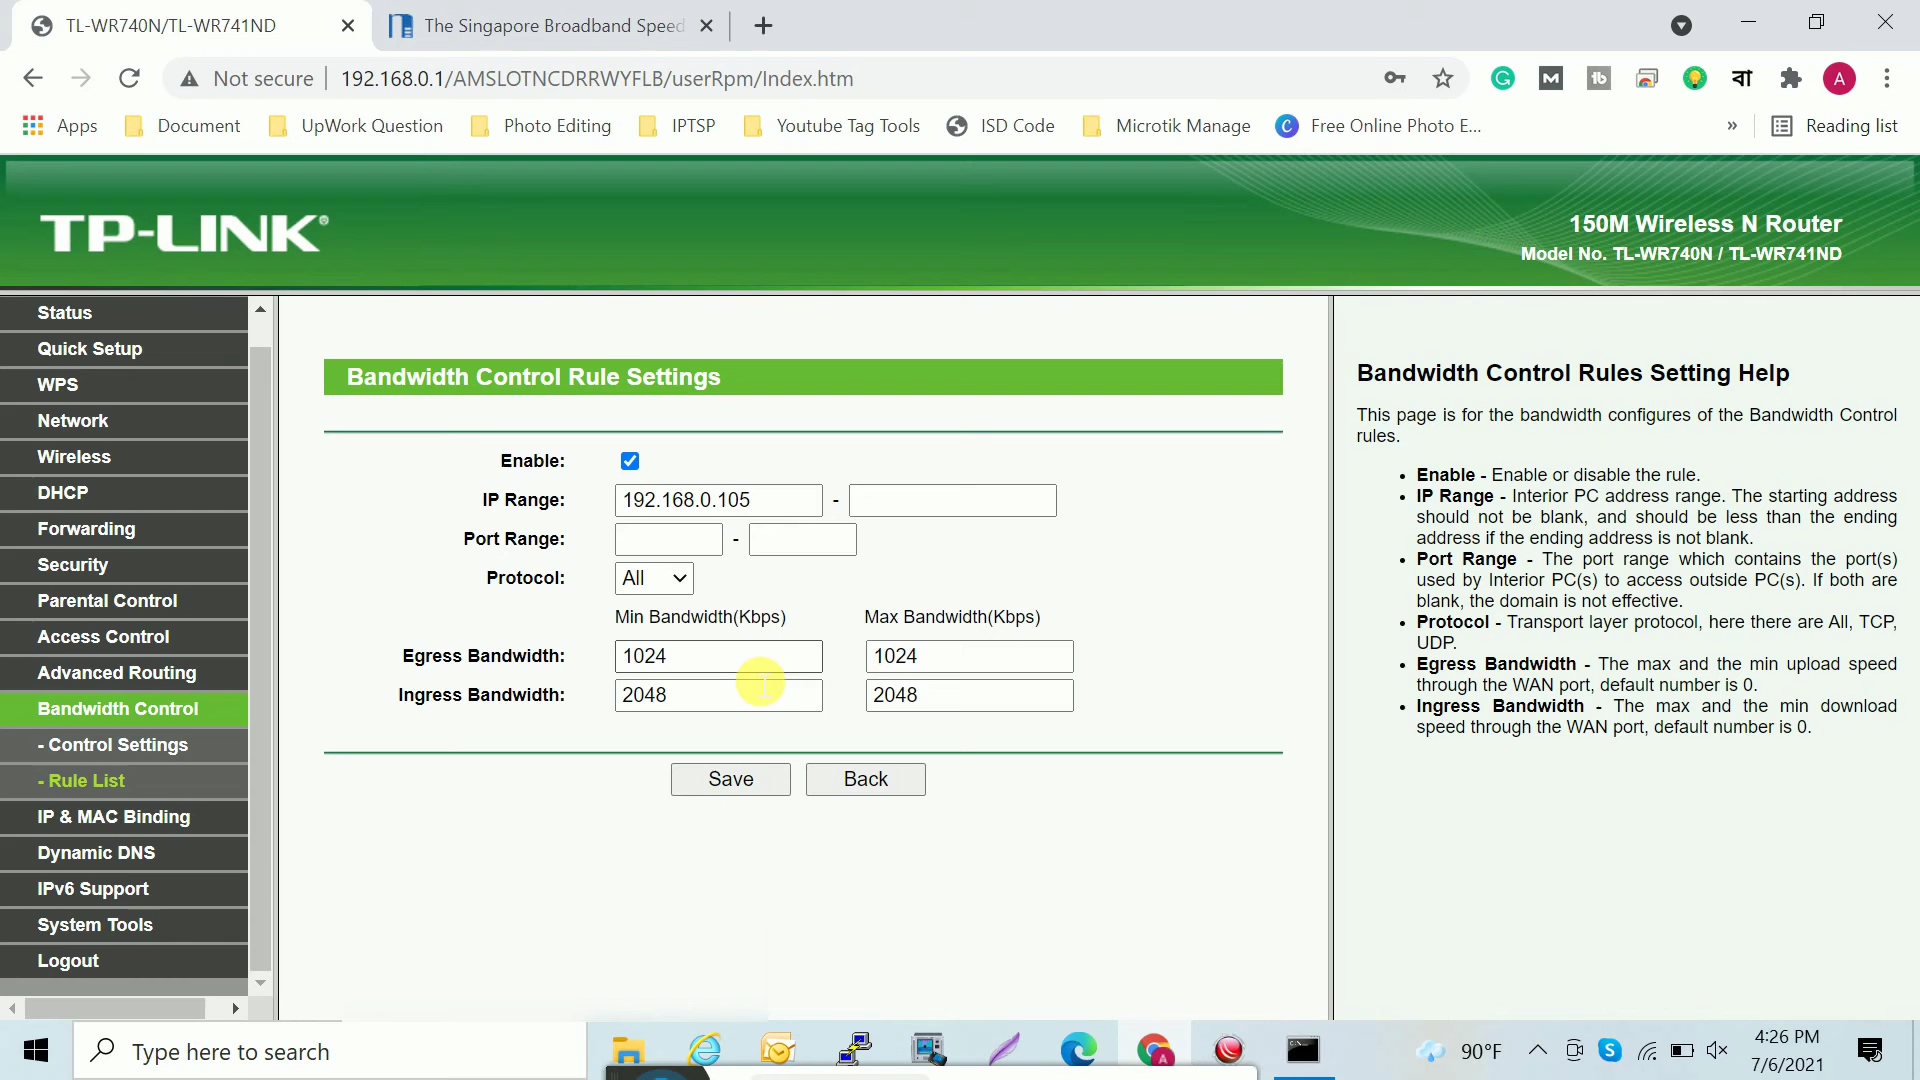 TL-WR740N/TL-WR741ND
The Singapore Broadband Speed
Not secure
192.168.0.1/AMSLOTNCDRRWYFLB/userRpm/Index.htm
বা
A
Apps
Document
UpWork Question
Photo Editing
IPTSP
Youtube Tag Tools
ISD Code
Microtik Manage
Free Online Photo E...
»
Reading list
TP-LINK®
150M Wireless N Router
Model No. TL-WR740N / TL-WR741ND
Status
Quick Setup
WPS
Network
Wireless
DHCP
Forwarding
Security
Parental Control
Access Control
Advanced Routing
Bandwidth Control
- Control Settings
- Rule List
IP & MAC Binding
Dynamic DNS
IPv6 Support
System Tools
Logout
Bandwidth Control Rule Settings
Enable:
IP Range: 192.168.0.105 -
Port Range: -
Protocol: All
Min Bandwidth(Kbps) Max Bandwidth(Kbps)
Egress Bandwidth: 1024 1024
Ingress Bandwidth: 2048 2048
Save Back
Bandwidth Control Rules Setting Help
This page is for the bandwidth configures of the Bandwidth Control
rules.
• Enable - Enable or disable the rule.
• IP Range - Interior PC address range. The starting address
should not be blank, and should be less than the ending
address if the ending address is not blank.
• Port Range - The port range which contains the port(s)
used by Interior PC(s) to access outside PC(s). If both are
blank, the domain is not effective.
• Protocol - Transport layer protocol, here there are All, TCP,
UDP.
• Egress Bandwidth - The max and the min upload speed
through the WAN port, default number is 0.
• Ingress Bandwidth - The max and the min download
speed through the WAN port, default number is 0.
Type here to search
90°F
4:26 PM
7/6/2021